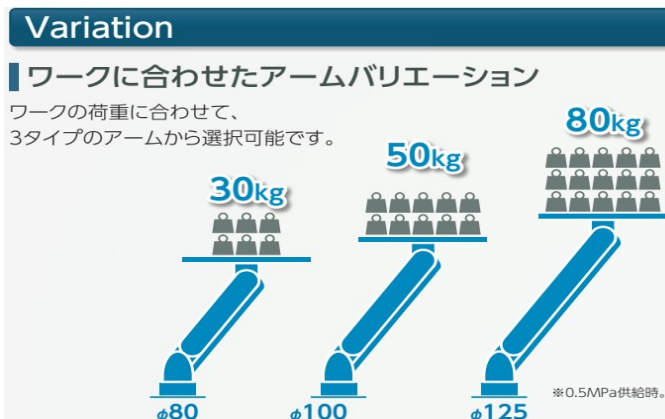 Variation
ワークに合わせたアームバリエーション
ワークの荷重に合わせて、
3タイプのアームから選択可能です。
30kg
50kg
80kg
φ80
φ100
φ125
※0.5MPa供給時。